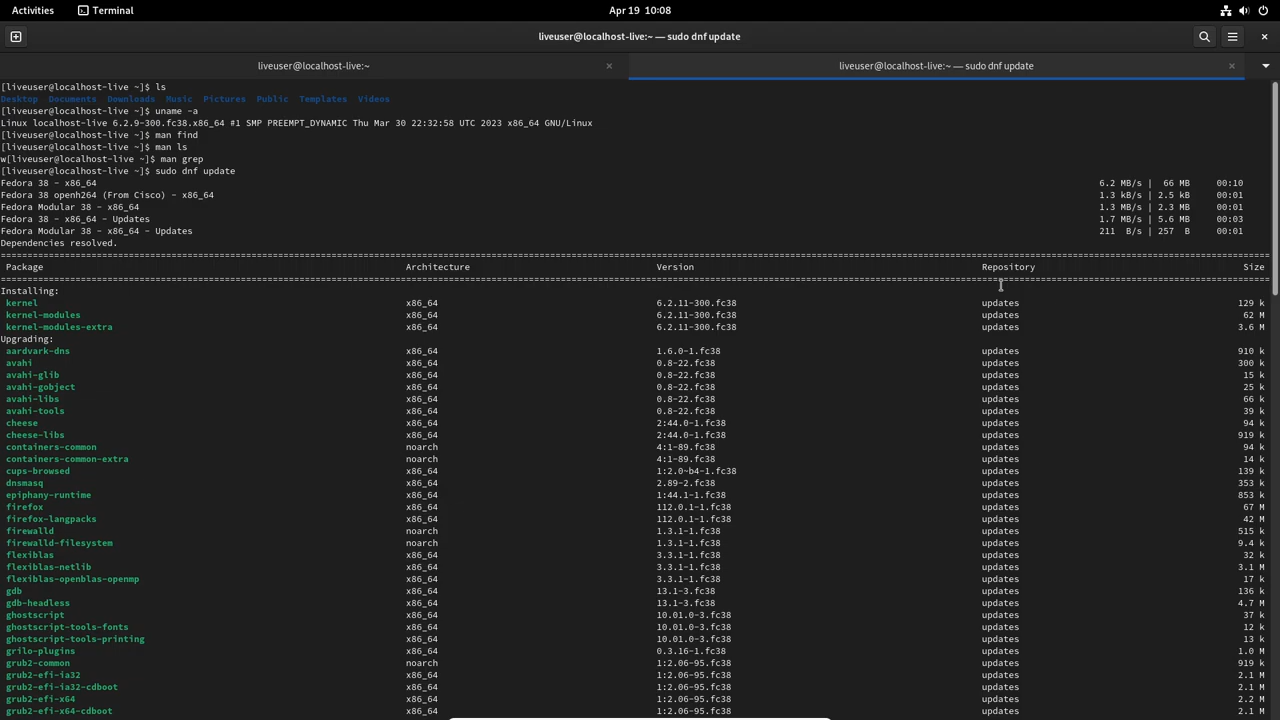 Activities Terminal Apr 19 10:08
liveuser@localhost-live:~ — sudo dnf update
liveuser@localhost-live:~ liveuser@localhost-live:~ — sudo dnf update
[liveuser@localhost-live ~]$ ls
Desktop Documents Downloads Music Pictures Public Templates Videos
[liveuser@localhost-live ~]$ uname -a
Linux localhost-live 6.2.9-300.fc38.x86_64 #1 SMP PREEMPT_DYNAMIC Thu Mar 30 22:32:58 UTC 2023 x86_64 GNU/Linux
[liveuser@localhost-live ~]$ man find
[liveuser@localhost-live ~]$ man ls
w[liveuser@localhost-live ~]$ man grep
[liveuser@localhost-live ~]$ sudo dnf update
Fedora 38 - x86_64 6.2 MB/s | 66 MB 00:10
Fedora 38 openh264 (From Cisco) - x86_64 1.3 kB/s | 2.5 kB 00:01
Fedora Modular 38 - x86_64 1.3 MB/s | 2.3 MB 00:01
Fedora 38 - x86_64 - Updates 1.7 MB/s | 5.6 MB 00:03
Fedora Modular 38 - x86_64 - Updates 211 B/s | 257 B 00:01
Dependencies resolved.
Package Architecture Version Repository Size
Installing:
kernel x86_64 6.2.11-300.fc38 updates 129 k
kernel-modules x86_64 6.2.11-300.fc38 updates 62 M
kernel-modules-extra x86_64 6.2.11-300.fc38 updates 3.6 M
Upgrading:
aardvark-dns x86_64 1.6.0-1.fc38 updates 910 k
avahi x86_64 0.8-22.fc38 updates 300 k
avahi-glib x86_64 0.8-22.fc38 updates 15 k
avahi-gobject x86_64 0.8-22.fc38 updates 25 k
avahi-libs x86_64 0.8-22.fc38 updates 66 k
avahi-tools x86_64 0.8-22.fc38 updates 39 k
cheese x86_64 2:44.0-1.fc38 updates 94 k
cheese-libs x86_64 2:44.0-1.fc38 updates 919 k
containers-common noarch 4:1-89.fc38 updates 94 k
containers-common-extra noarch 4:1-89.fc38 updates 14 k
cups-browsed x86_64 1:2.0~b4-1.fc38 updates 139 k
dnsmasq x86_64 2.89-2.fc38 updates 353 k
epiphany-runtime x86_64 1:44.1-1.fc38 updates 853 k
firefox x86_64 112.0.1-1.fc38 updates 67 M
firefox-langpacks x86_64 112.0.1-1.fc38 updates 42 M
firewalld noarch 1.3.1-1.fc38 updates 515 k
firewalld-filesystem noarch 1.3.1-1.fc38 updates 9.4 k
flexiblas x86_64 3.3.1-1.fc38 updates 32 k
flexiblas-netlib x86_64 3.3.1-1.fc38 updates 3.1 M
flexiblas-openblas-openmp x86_64 3.3.1-1.fc38 updates 17 k
gdb x86_64 13.1-3.fc38 updates 136 k
gdb-headless x86_64 13.1-3.fc38 updates 4.7 M
ghostscript x86_64 10.01.0-3.fc38 updates 37 k
ghostscript-tools-fonts x86_64 10.01.0-3.fc38 updates 12 k
ghostscript-tools-printing x86_64 10.01.0-3.fc38 updates 13 k
grilo-plugins x86_64 0.3.16-1.fc38 updates 1.0 M
grub2-common noarch 1:2.06-95.fc38 updates 919 k
grub2-efi-ia32 x86_64 1:2.06-95.fc38 updates 2.1 M
grub2-efi-ia32-cdboot x86_64 1:2.06-95.fc38 updates 2.1 M
grub2-efi-x64 x86_64 1:2.06-95.fc38 updates 2.2 M
grub2-efi-x64-cdboot x86_64 1:2.06-95.fc38 updates 2.1 M